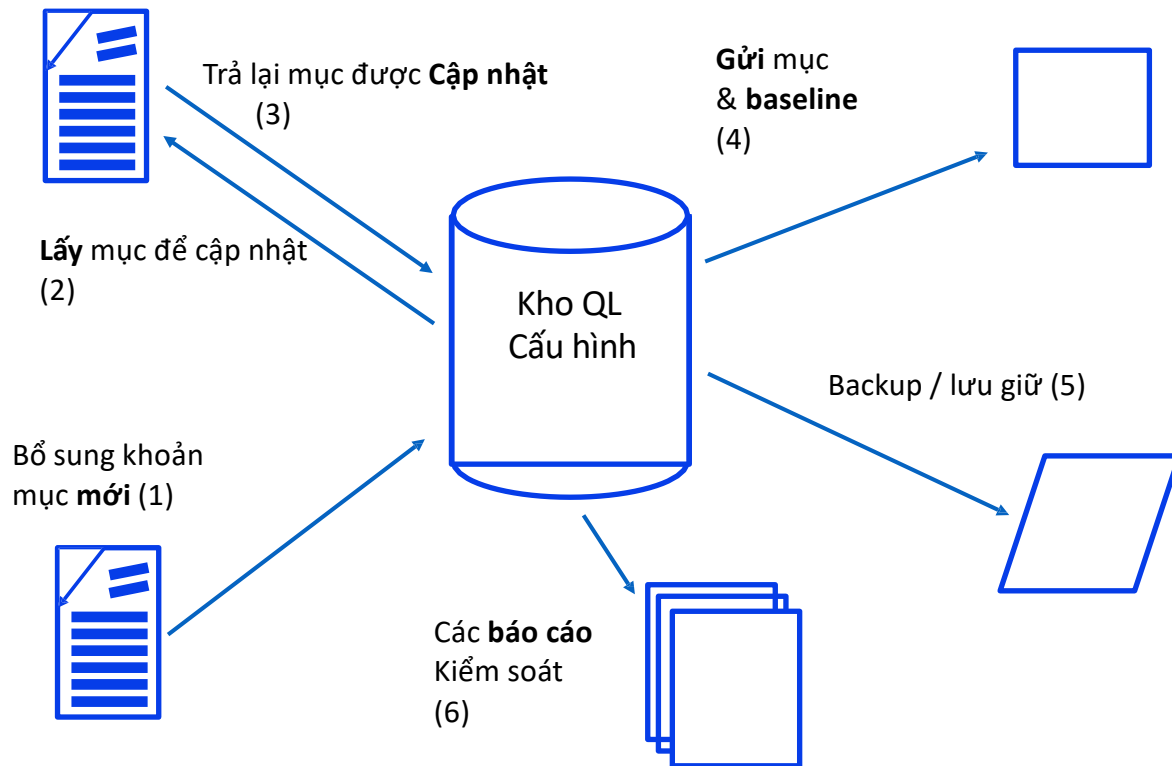 Trả lại mục được Cập nhật
(3)
Gửi mục
& baseline
(4)
Lấy mục để cập nhật
(2)
Kho QL
Cấu hình
Backup / lưu giữ (5)
Bổ sung khoản
mục mới (1)
Các báo cáo
Kiểm soát
(6)